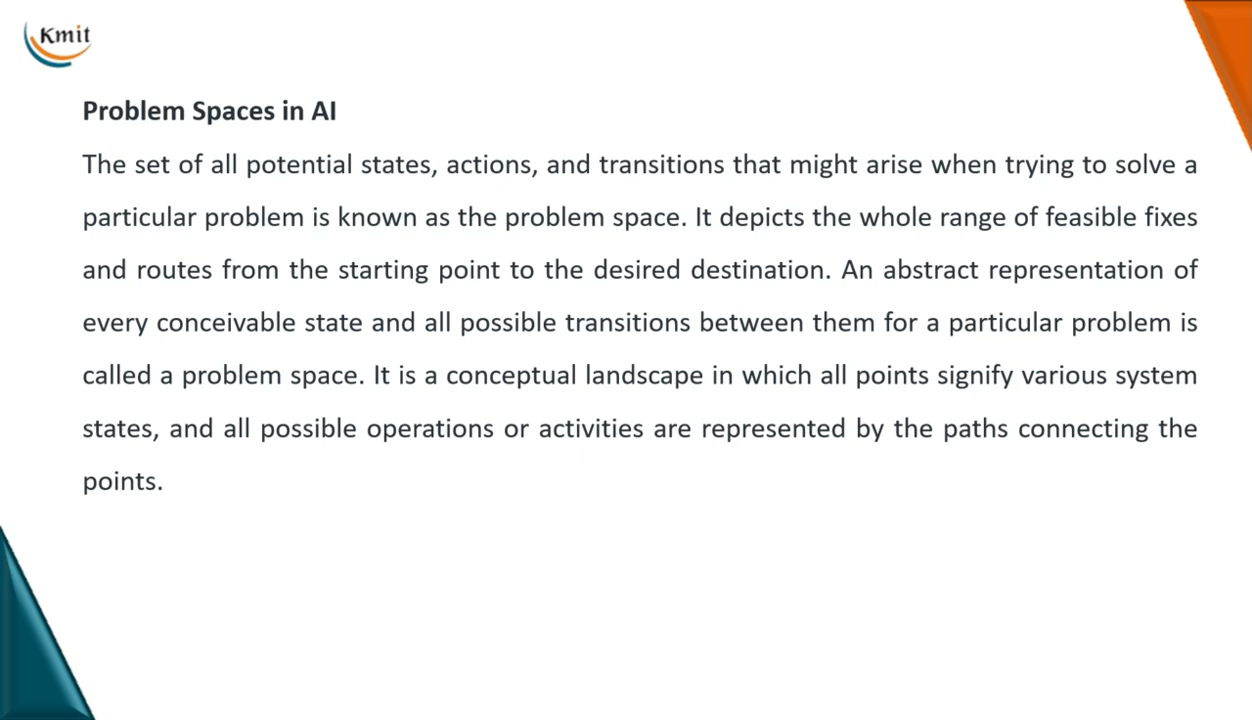 Kmit
Problem Spaces in AI
The set of all potential states, actions, and transitions that might arise when trying to solve a
particular problem is known as the problem space. It depicts the whole range of feasible fixes
and routes from the starting point to the desired destination. An abstract representation of
every conceivable state and all possible transitions between them for a particular problem is
called a problem space. It is a conceptual landscape in which all points signify various system
states, and all possible operations or activities are represented by the paths connecting the
points.